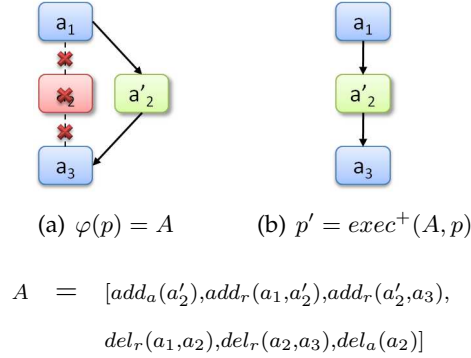 a₁ a₁
a₂ a'₂ a'₂
a₃ a₃
(a) φ(p) = A (b) p′ = exec⁺(A, p)
A = [addₐ(a′₂),addᵣ(a₁,a′₂),addᵣ(a′₂,a₃),
delᵣ(a₁,a₂),delᵣ(a₂,a₃),delₐ(a₂)]